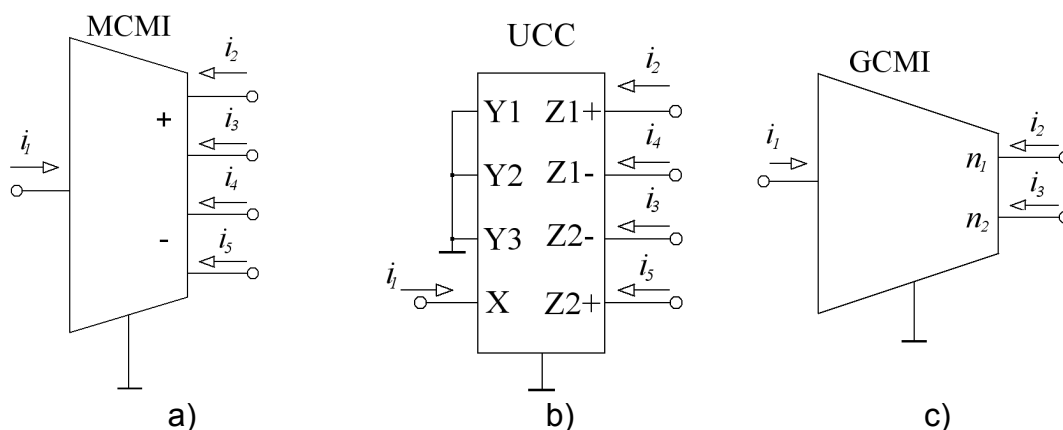 MCMI
i₁
+
-
i₂
i₃
i₄
i₅
a)
UCC
Y1
Y2
Y3
X
Z1+
Z1-
Z2-
Z2+
i₁
i₂
i₄
i₃
i₅
b)
GCMI
i₁
n₁
n₂
i₂
i₃
c)